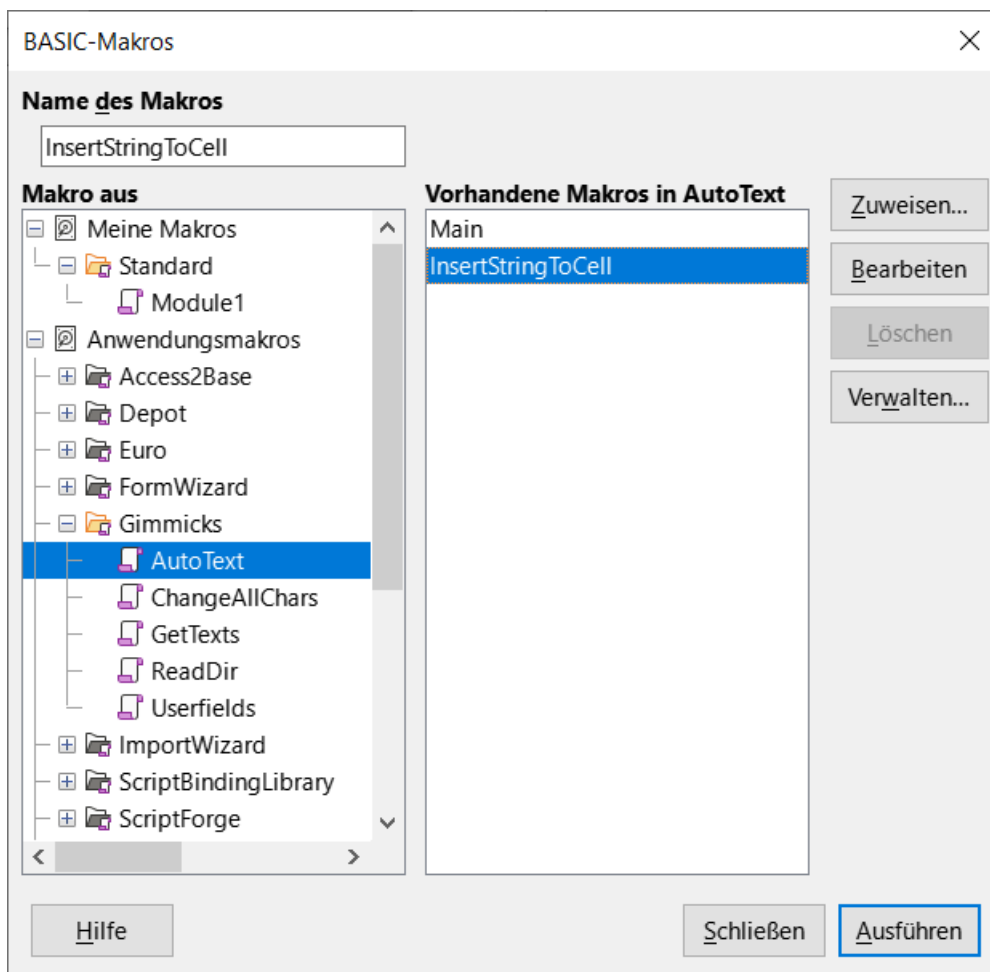 BASIC-Makros
Name des Makros
InsertStringToCell
Makro aus
Meine Makros
Standard
Module1
Anwendungsmakros
Access2Base
Depot
Euro
FormWizard
Gimmicks
AutoText
ChangeAllChars
GetTexts
ReadDir
Userfields
ImportWizard
ScriptBindingLibrary
ScriptForge
Vorhandene Makros in AutoText
Main
InsertStringToCell
Zuweisen...
Bearbeiten
Löschen
Verwalten...
Hilfe
Schließen
Ausführen